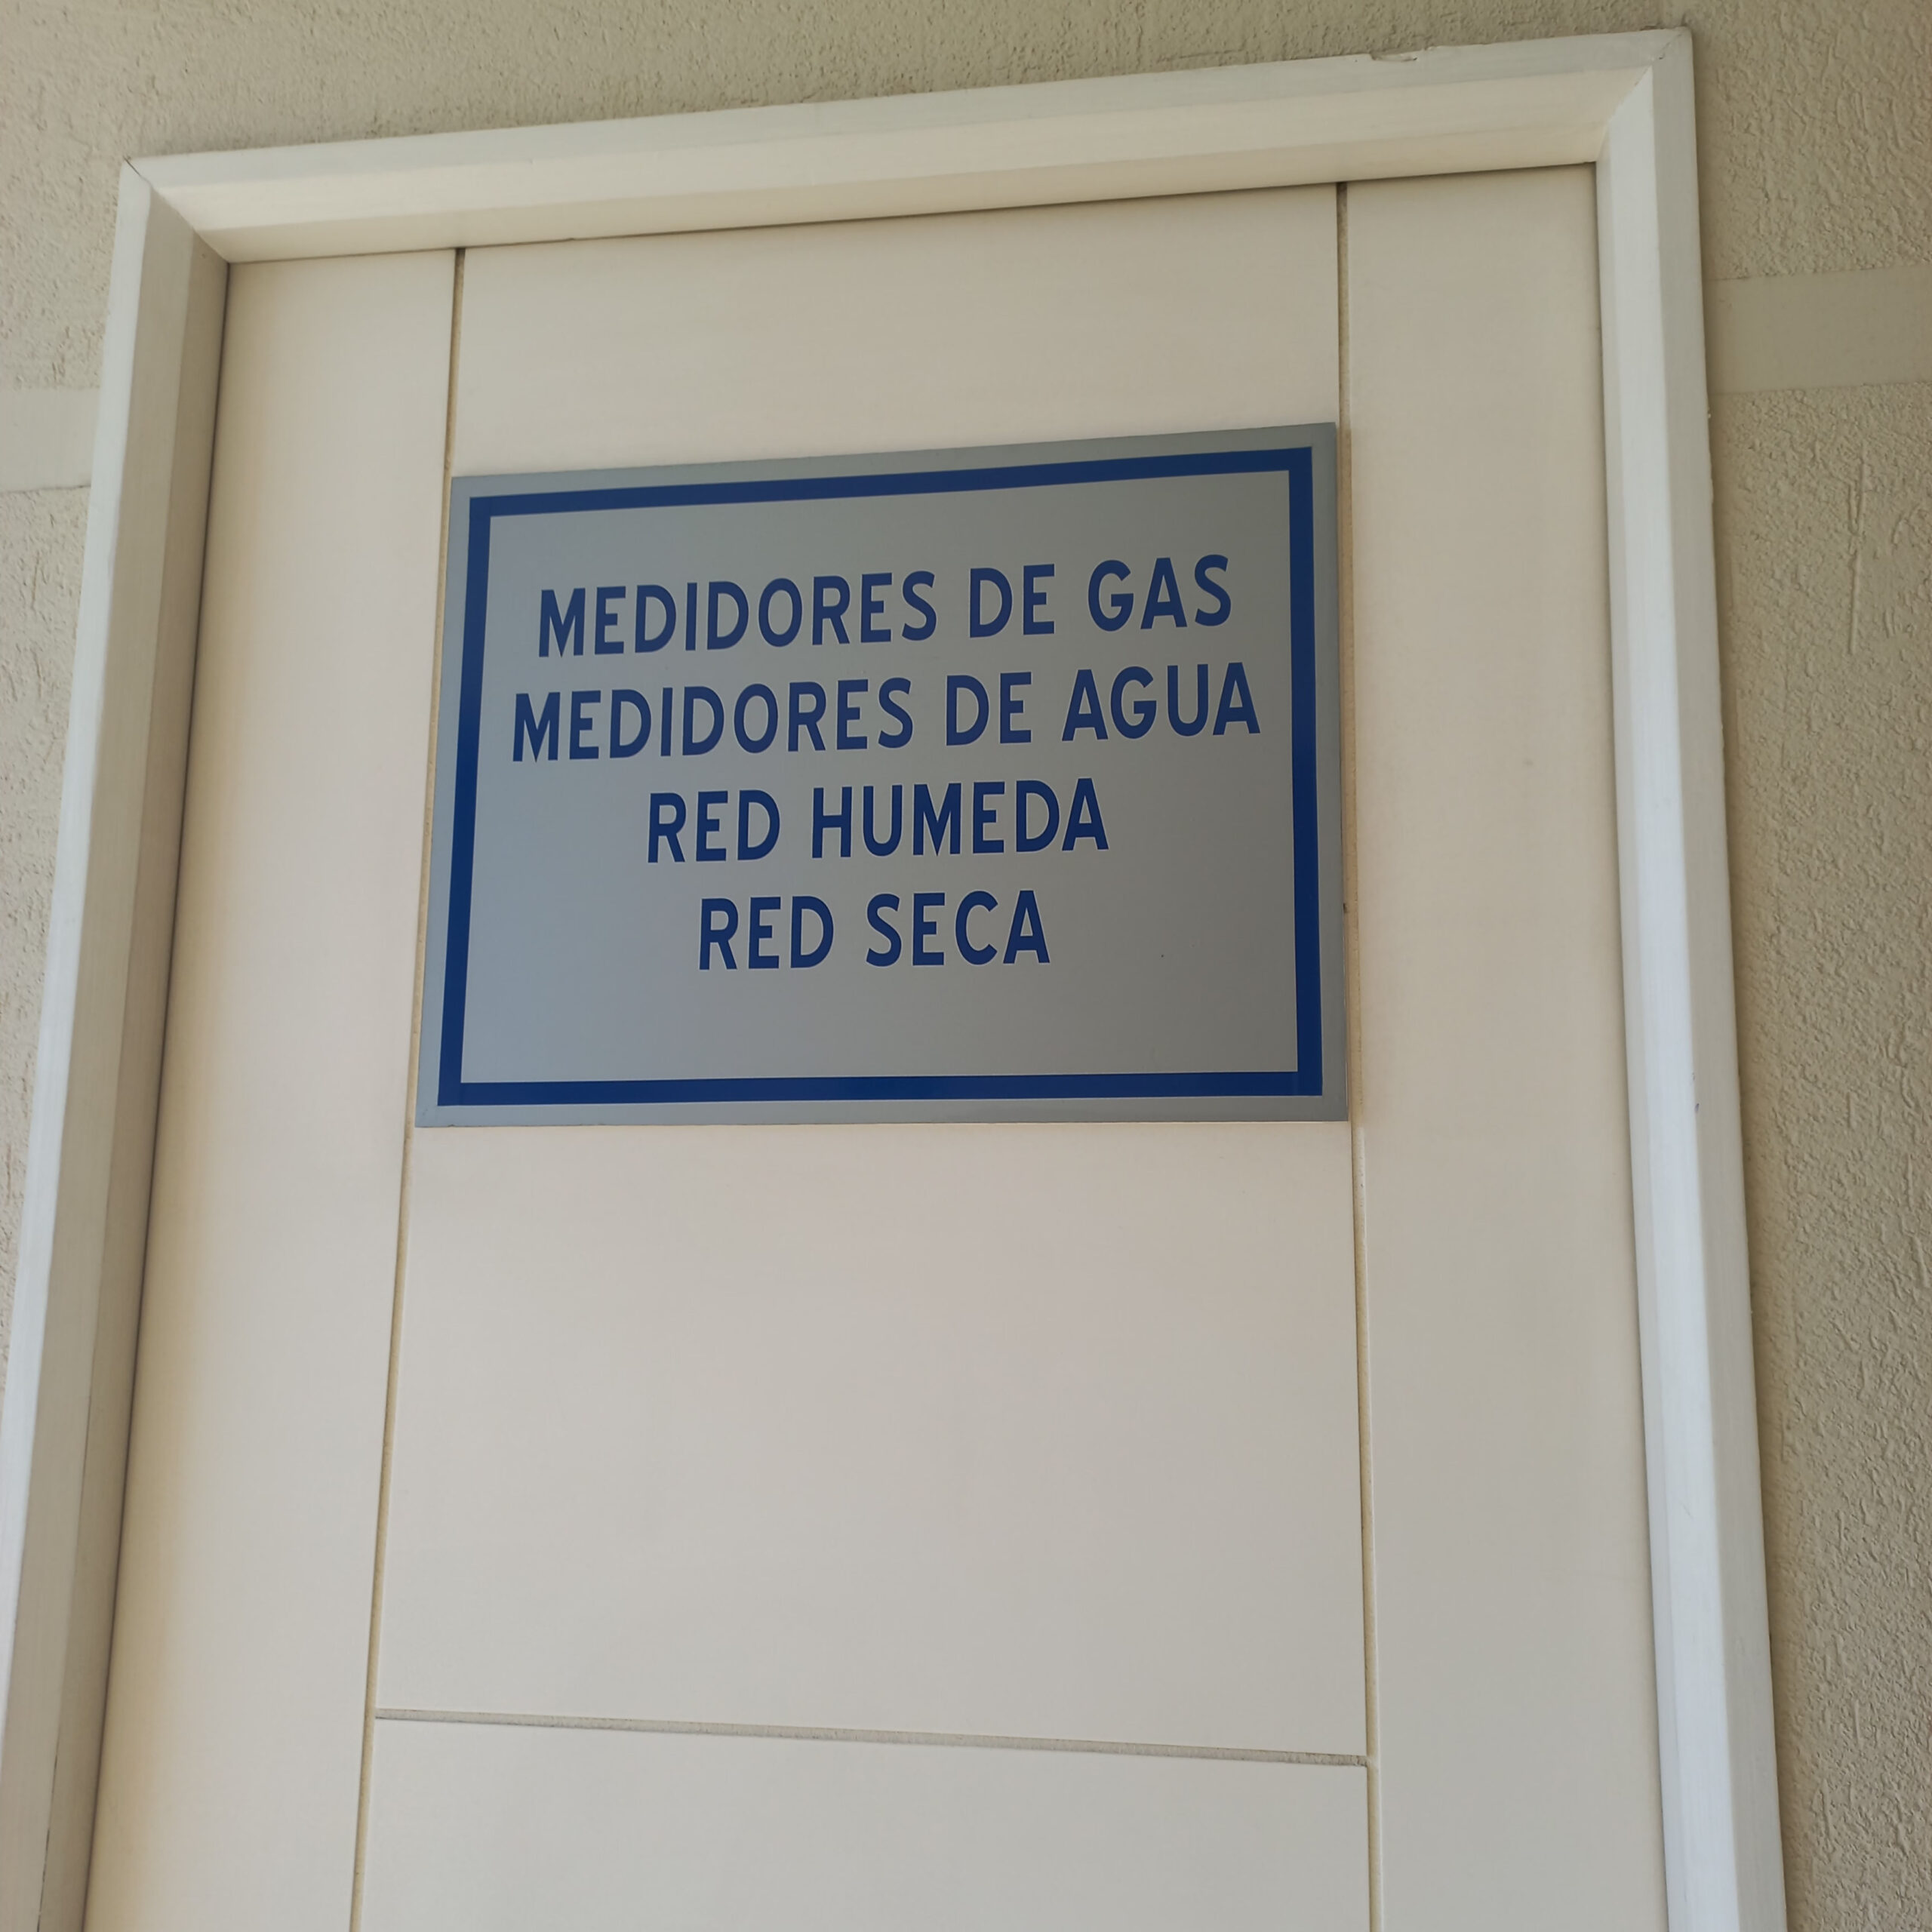 MEDIDORES DE GAS
MEDIDORES DE AGUA
RED HUMEDA
RED SECA